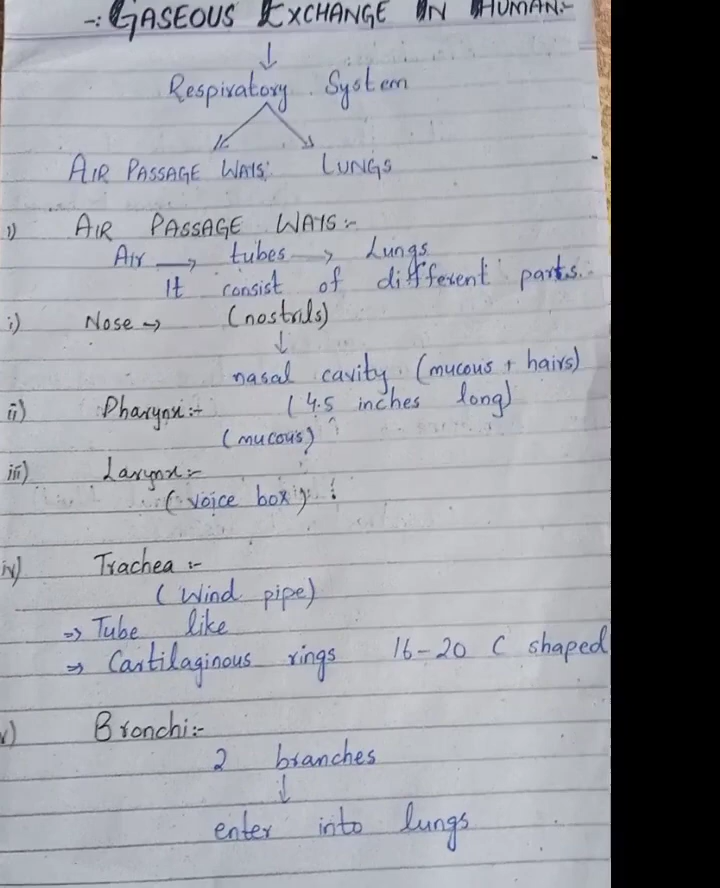 -: GASEOUS EXCHANGE IN HUMAN:-
↓
Respiratory System
AIR PASSAGE WAYS: LUNGS
1) AIR PASSAGE WAYS:-
Air → tubes → Lungs
It consist of different parts.
i) Nose → (nostrils)
↓
nasal cavity. (mucous + hairs)
ii) Pharynx:- (4.5 inches long)
(mucous)
iii) Larynx:-
(voice box)
iv) Trachea :-
(Wind pipe)
⇒ Tube like
⇒ Cartilaginous rings 16-20 C shaped
v) Bronchi:-
2 branches
↓
enter into lungs